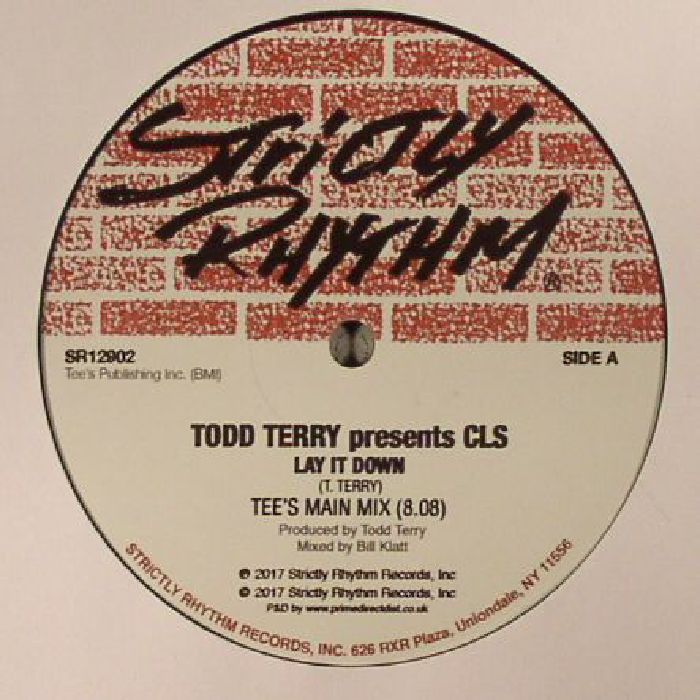 STRICTLY
RHYTHM®
SR12902
SIDE A
Tee's Publishing Inc. (BMI)
TODD TERRY presents CLS
LAY IT DOWN
(T. TERRY)
TEE'S MAIN MIX (8.08)
Produced by Todd Terry
Mixed by Bill Klatt
℗ 2017 Strictly Rhythm Records, Inc
© 2017 Strictly Rhythm Records, Inc
P&D by www.primedirectdist.co.uk
STRICTLY RHYTHM RECORDS, INC. 626 RXR Plaza, Uniondale, NY 11556